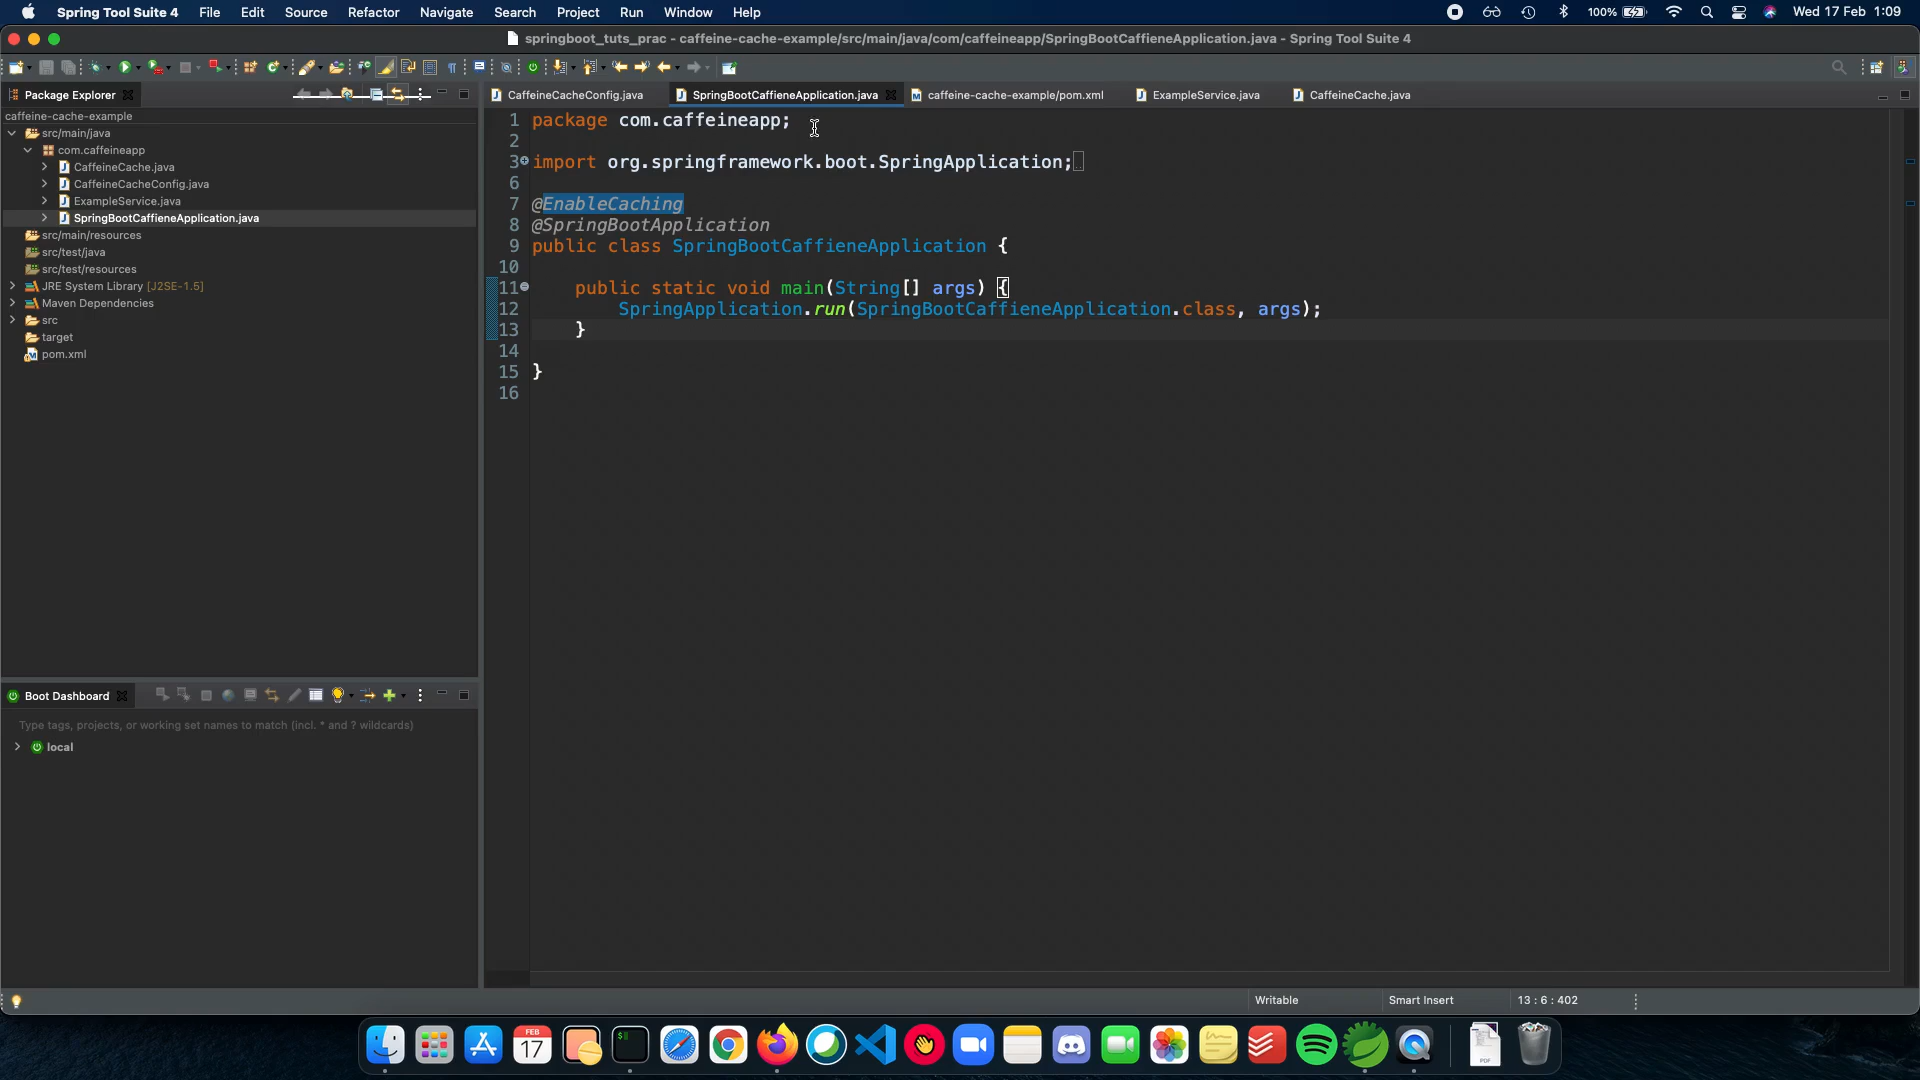 Spring Tool Suite 4 File Edit Source Refactor Navigate Search Project Run Window Help 100% Wed 17 Feb 1:09
springboot_tuts_prac - caffeine-cache-example/src/main/java/com/caffeineapp/SpringBootCaffieneApplication.java - Spring Tool Suite 4
Package Explorer
caffeine-cache-example
src/main/java
com.caffeineapp
CaffeineCache.java
CaffeineCacheConfig.java
ExampleService.java
SpringBootCaffieneApplication.java
src/main/resources
src/test/java
src/test/resources
JRE System Library [J2SE-1.5]
Maven Dependencies
src
target
pom.xml
Boot Dashboard
Type tags, projects, or working set names to match (incl. * and ? wildcards)
local
CaffeineCacheConfig.java SpringBootCaffieneApplication.java caffeine-cache-example/pom.xml ExampleService.java CaffeineCache.java
1 package com.caffeineapp;
2
3 import org.springframework.boot.SpringApplication;
6
7 @EnableCaching
8 @SpringBootApplication
9 public class SpringBootCaffieneApplication {
10
11 public static void main(String[] args) {
12 SpringApplication.run(SpringBootCaffieneApplication.class, args);
13 }
14
15 }
16
Writable Smart Insert 13 : 6 : 402
FEB
17
PDF